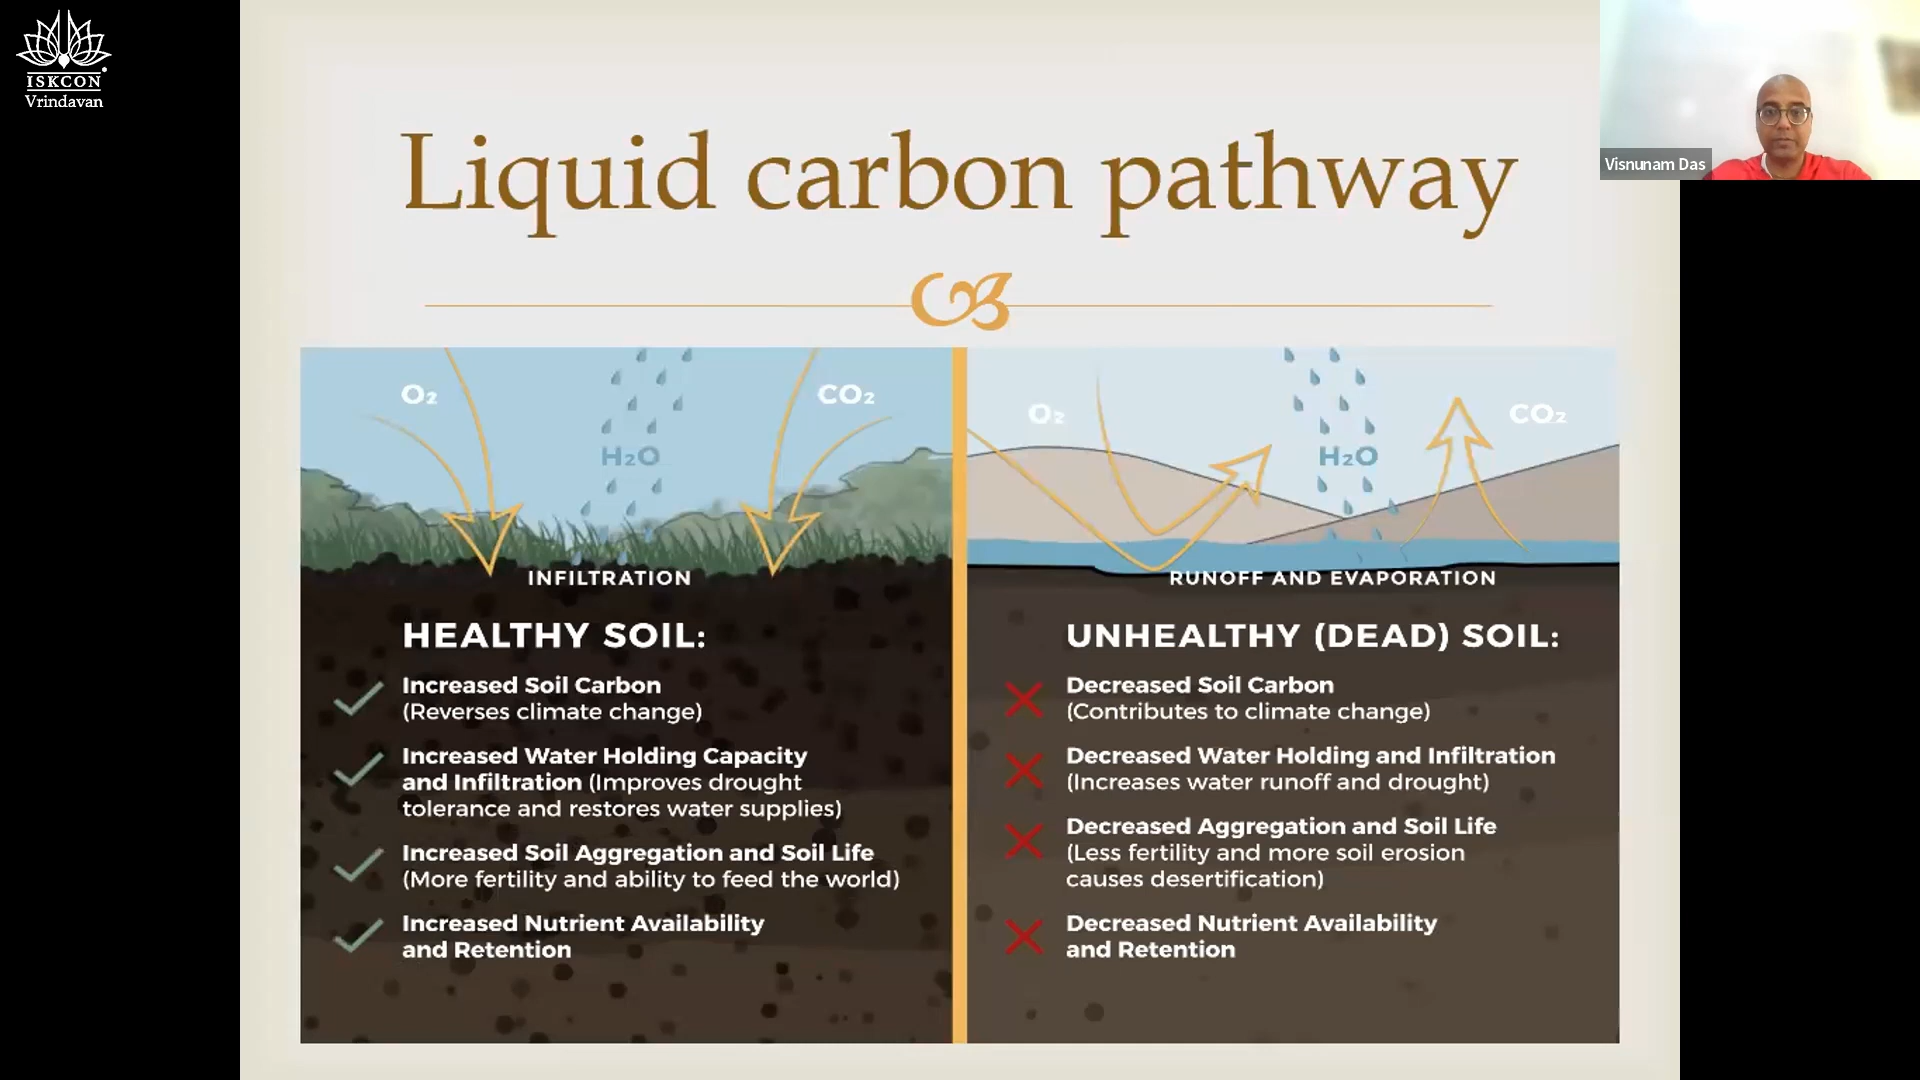 ISKCON
Vrindavan
Visnunam Das
Liquid carbon pathway
O₂
CO₂
H₂O
INFILTRATION
HEALTHY SOIL:
Increased Soil Carbon
(Reverses climate change)
Increased Water Holding Capacity
and Infiltration (Improves drought
tolerance and restores water supplies)
Increased Soil Aggregation and Soil Life
(More fertility and ability to feed the world)
Increased Nutrient Availability
and Retention
O₂
CO₂
H₂O
RUNOFF AND EVAPORATION
UNHEALTHY (DEAD) SOIL:
Decreased Soil Carbon
(Contributes to climate change)
Decreased Water Holding and Infiltration
(Increases water runoff and drought)
Decreased Aggregation and Soil Life
(Less fertility and more soil erosion
causes desertification)
Decreased Nutrient Availability
and Retention